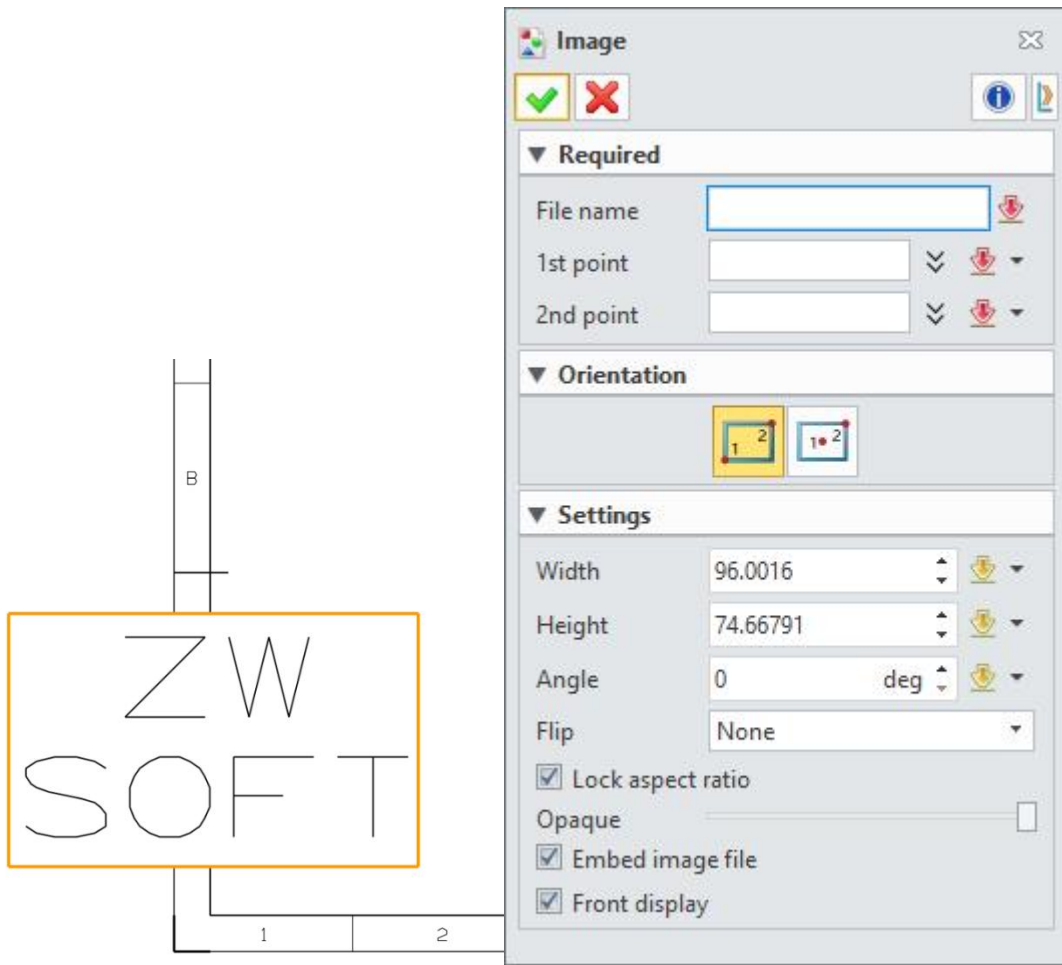 Image
Required
File name
1st point
2nd point
Orientation
1 2
1 2
Settings
Width 96.0016
Height 74.66791
Angle 0 deg
Flip None
Lock aspect ratio
Opaque
Embed image file
Front display
B
ZW
SOFT
1 2